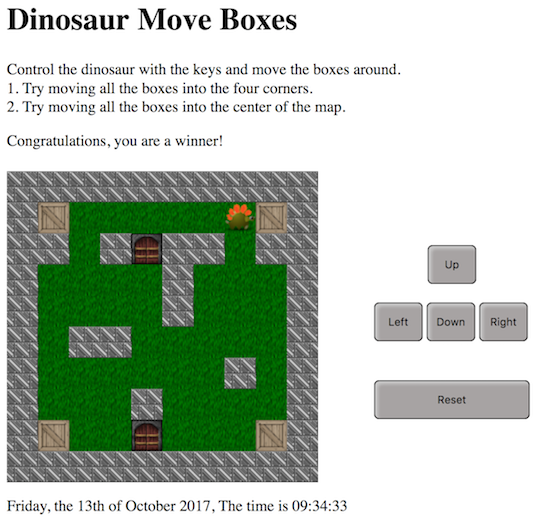 Dinosaur Move Boxes
Control the dinosaur with the keys and move the boxes around.
1. Try moving all the boxes into the four corners.
2. Try moving all the boxes into the center of the map.
Congratulations, you are a winner!
Up
Left Down Right
Reset
Friday, the 13th of October 2017, The time is 09:34:33